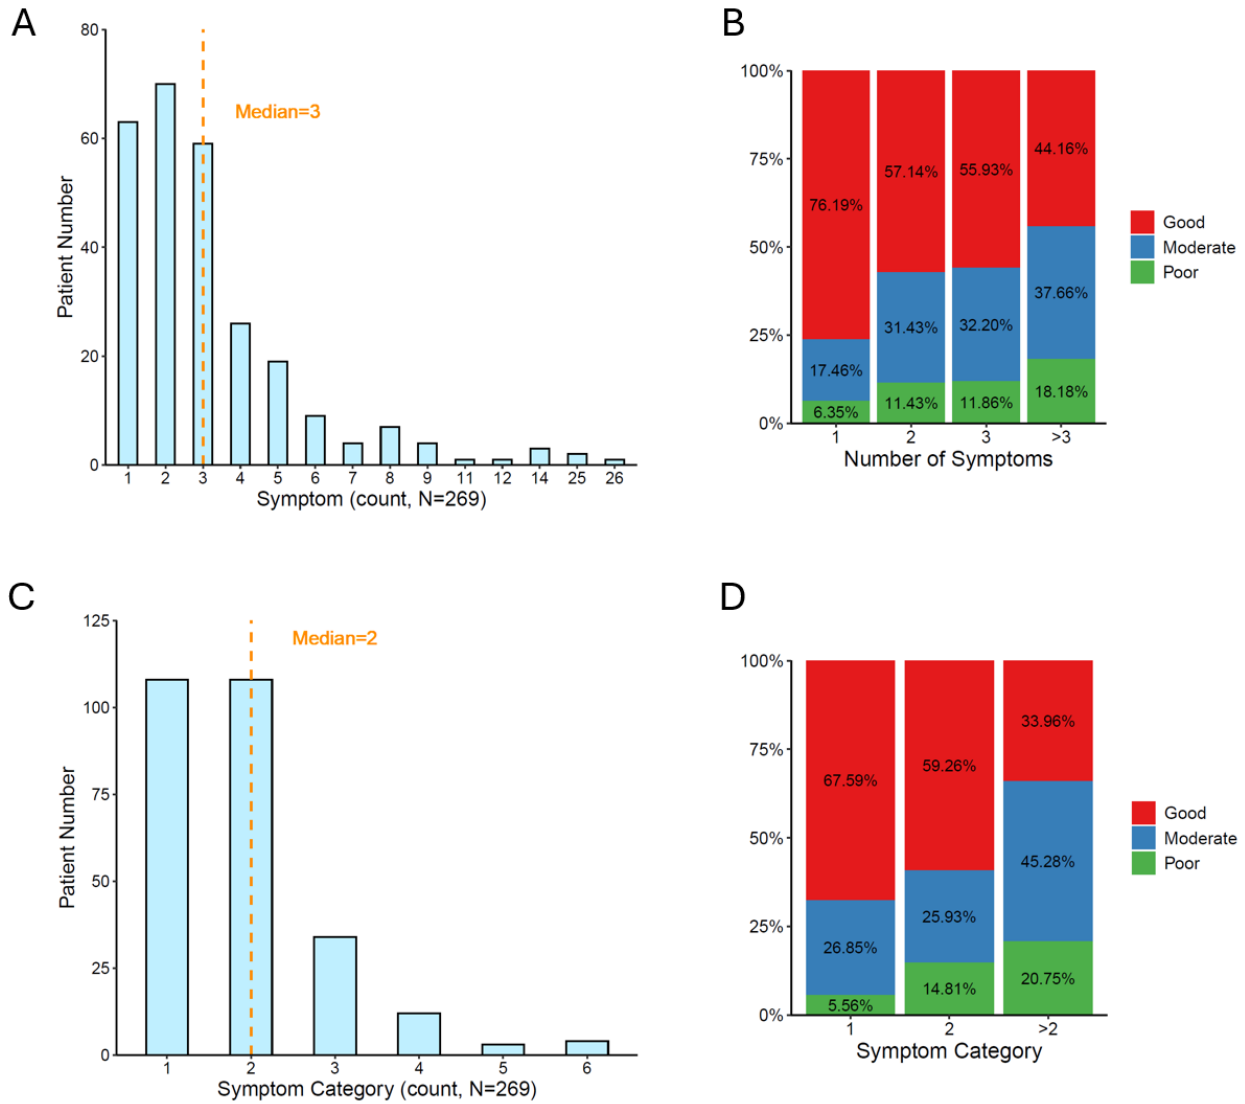 A
80
60
40
20
0
Patient Number
Median=3
1 2 3 4 5 6 7 8 9 11 12 14 25 26
Symptom (count, N=269)
B
100%
75%
50%
25%
0%
76.19%
17.46%
6.35%
57.14%
31.43%
11.43%
55.93%
32.20%
11.86%
44.16%
37.66%
18.18%
1 2 3 >3
Number of Symptoms
Good
Moderate
Poor
C
125
100
75
50
25
0
Patient Number
Median=2
1 2 3 4 5 6
Symptom Category (count, N=269)
D
100%
75%
50%
25%
0%
67.59%
26.85%
5.56%
59.26%
25.93%
14.81%
33.96%
45.28%
20.75%
1 2 >2
Symptom Category
Good
Moderate
Poor